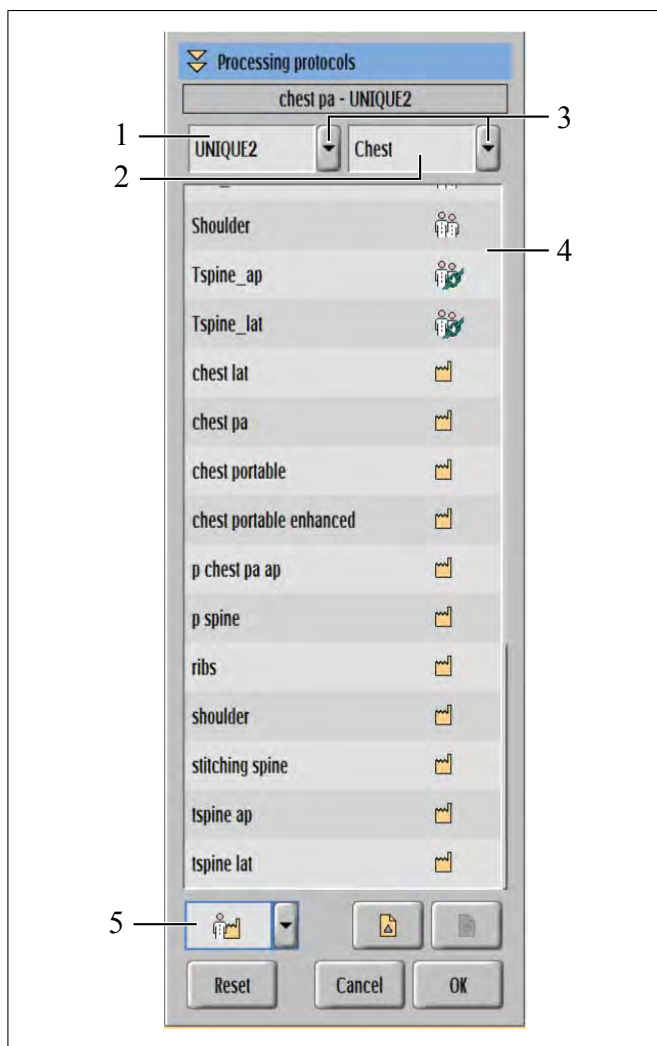 Processing protocols
chest pa - UNIQUE2
1 UNIQUE2 Chest 3
2
Shoulder
4
Tspine_ap
Tspine_lat
chest lat
chest pa
chest portable
chest portable enhanced
p chest pa ap
p spine
ribs
shoulder
stitching spine
tspine ap
tspine lat
5
Reset Cancel OK